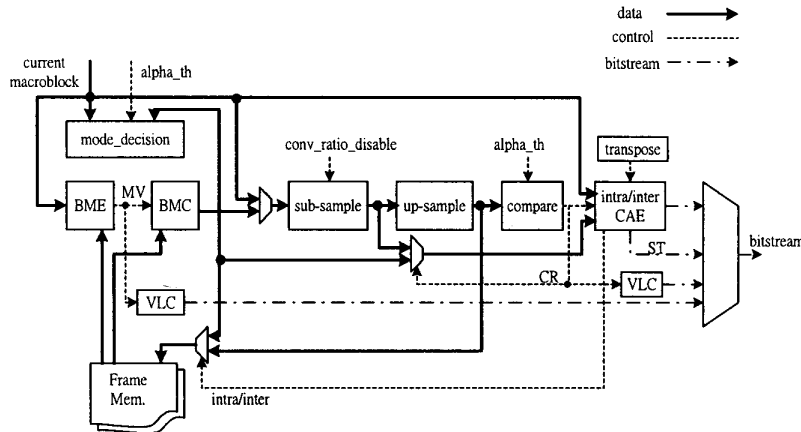 data
control
bitstream
current
macroblock
alpha_th
mode_decision
conv_ratio_disable
alpha_th
transpose
BME
MV
BMC
sub-sample
up-sample
compare
intra/inter
CAE
bitstream
ST
CR
VLC
VLC
Frame
Mem.
intra/inter